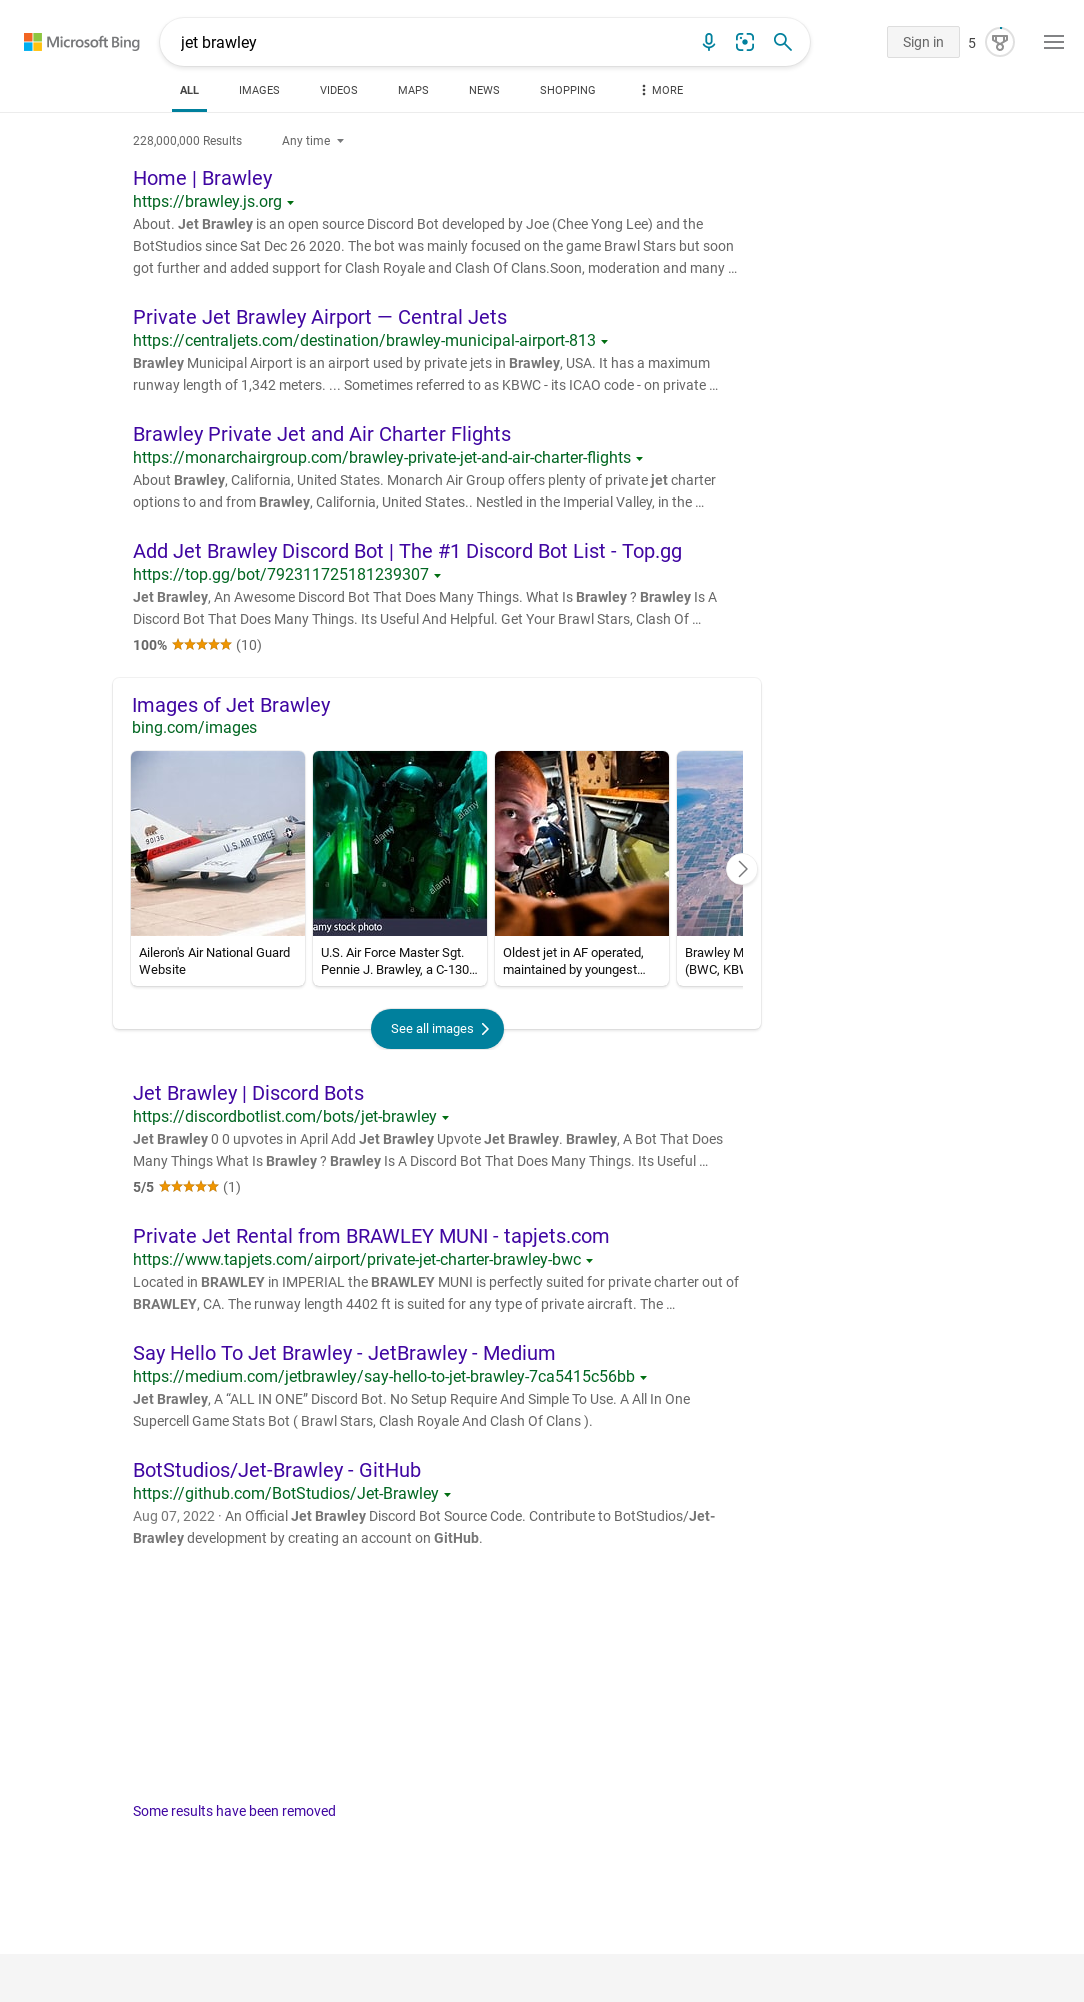 Microsoft Bing
jet brawley
Sign in
5
ALL
IMAGES
VIDEOS
MAPS
NEWS
SHOPPING
MORE
228,000,000 Results
Any time
Home | Brawley
https://brawley.js.org
About. Jet Brawley is an open source Discord Bot developed by Joe (Chee Yong Lee) and the
BotStudios since Sat Dec 26 2020. The bot was mainly focused on the game Brawl Stars but soon
got further and added support for Clash Royale and Clash Of Clans.Soon, moderation and many …
Private Jet Brawley Airport — Central Jets
https://centraljets.com/destination/brawley-municipal-airport-813
Brawley Municipal Airport is an airport used by private jets in Brawley, USA. It has a maximum
runway length of 1,342 meters. ... Sometimes referred to as KBWC - its ICAO code - on private …
Brawley Private Jet and Air Charter Flights
https://monarchairgroup.com/brawley-private-jet-and-air-charter-flights
About Brawley, California, United States. Monarch Air Group offers plenty of private jet charter
options to and from Brawley, California, United States.. Nestled in the Imperial Valley, in the …
Add Jet Brawley Discord Bot | The #1 Discord Bot List - Top.gg
https://top.gg/bot/792311725181239307
Jet Brawley, An Awesome Discord Bot That Does Many Things. What Is Brawley ? Brawley Is A
Discord Bot That Does Many Things. Its Useful And Helpful. Get Your Brawl Stars, Clash Of …
100% ★★★★★ (10)
Images of Jet Brawley
bing.com/images
90136
CALIFORNIA
U.S. AIR FORCE
alamy
alamy
alamy
amy stock photo
Aileron's Air National Guard
Website
U.S. Air Force Master Sgt.
Pennie J. Brawley, a C-130…
Oldest jet in AF operated,
maintained by youngest…
Brawley M
(BWC, KBW
See all images
Jet Brawley | Discord Bots
https://discordbotlist.com/bots/jet-brawley
Jet Brawley 0 0 upvotes in April Add Jet Brawley Upvote Jet Brawley. Brawley, A Bot That Does
Many Things What Is Brawley ? Brawley Is A Discord Bot That Does Many Things. Its Useful …
5/5 ★★★★★ (1)
Private Jet Rental from BRAWLEY MUNI - tapjets.com
https://www.tapjets.com/airport/private-jet-charter-brawley-bwc
Located in BRAWLEY in IMPERIAL the BRAWLEY MUNI is perfectly suited for private charter out of
BRAWLEY, CA. The runway length 4402 ft is suited for any type of private aircraft. The …
Say Hello To Jet Brawley - JetBrawley - Medium
https://medium.com/jetbrawley/say-hello-to-jet-brawley-7ca5415c56bb
Jet Brawley, A “ALL IN ONE” Discord Bot. No Setup Require And Simple To Use. A All In One
Supercell Game Stats Bot ( Brawl Stars, Clash Royale And Clash Of Clans ).
BotStudios/Jet-Brawley - GitHub
https://github.com/BotStudios/Jet-Brawley
Aug 07, 2022 · An Official Jet Brawley Discord Bot Source Code. Contribute to BotStudios/Jet-
Brawley development by creating an account on GitHub.
Some results have been removed